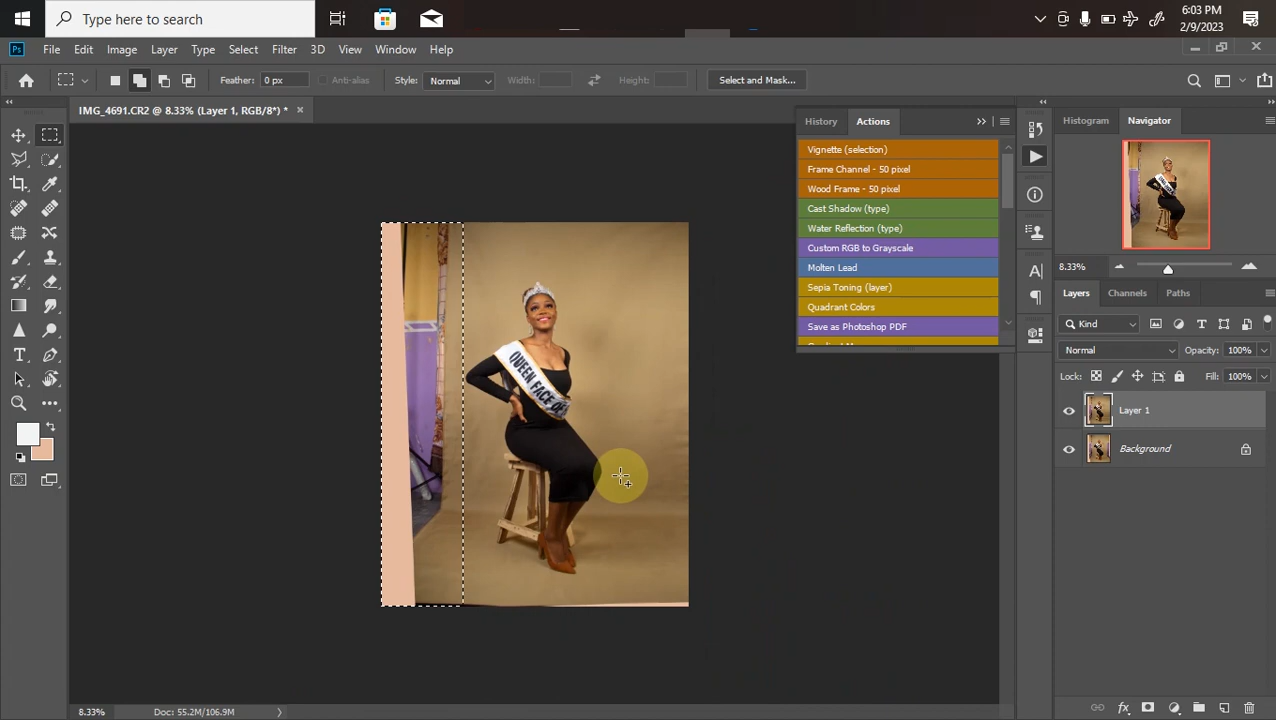 Type here to search
6:03 PM
2/9/2023
Ps
File Edit Image Layer Type Select Filter 3D View Window Help
Feather: 0 px Anti-alias Style: Normal Width: Height: Select and Mask...
IMG_4691.CR2 @ 8.33% (Layer 1, RGB/8*) *
History Actions
Vignette (selection)
Frame Channel - 50 pixel
Wood Frame - 50 pixel
Cast Shadow (type)
Water Reflection (type)
Custom RGB to Grayscale
Molten Lead
Sepia Toning (layer)
Quadrant Colors
Save as Photoshop PDF
Histogram Navigator
8.33%
Layers Channels Paths
Kind
Normal Opacity: 100%
Lock: Fill: 100%
Layer 1
Background
QUEEN FACE OF
8.33% Doc: 55.2M/106.9M